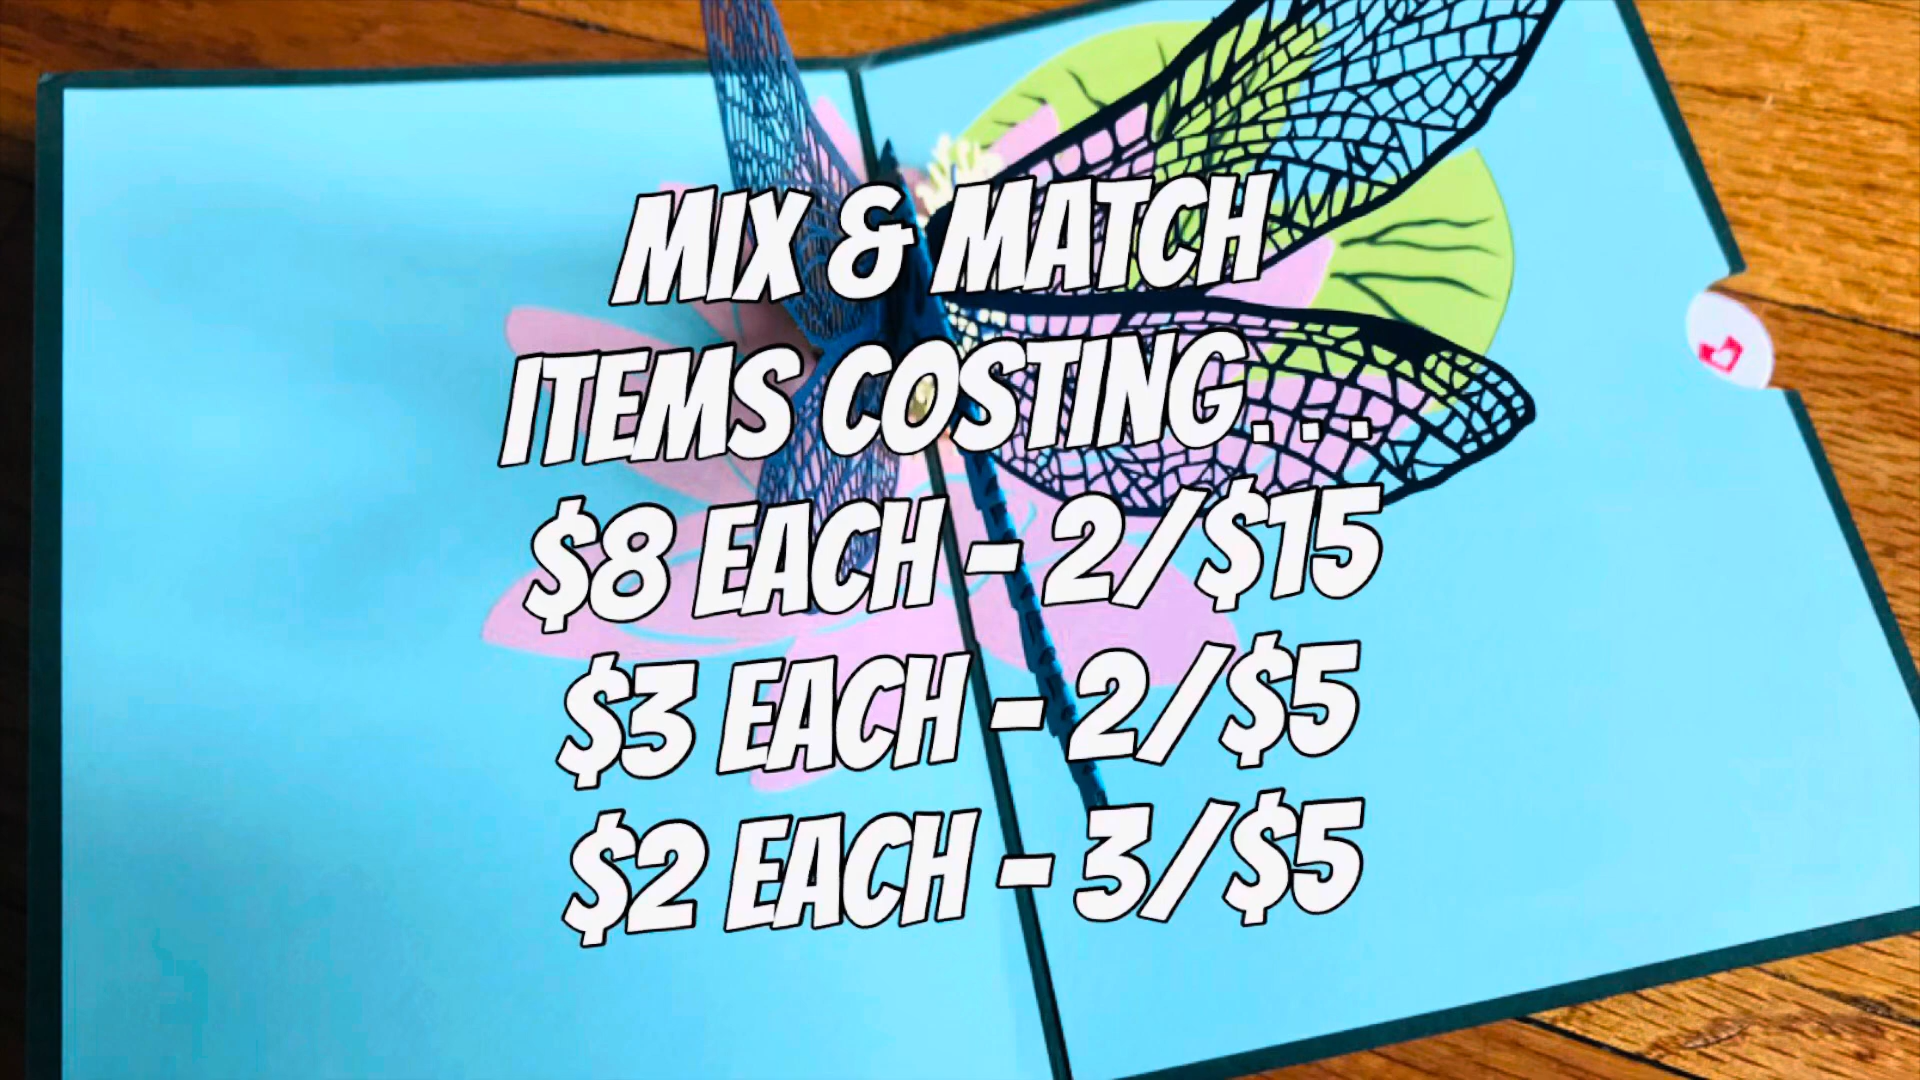 MIX & MATCH
ITEMS COSTING...
$8 EACH - 2/$15
$3 EACH - 2/$5
$2 EACH - 3/$5